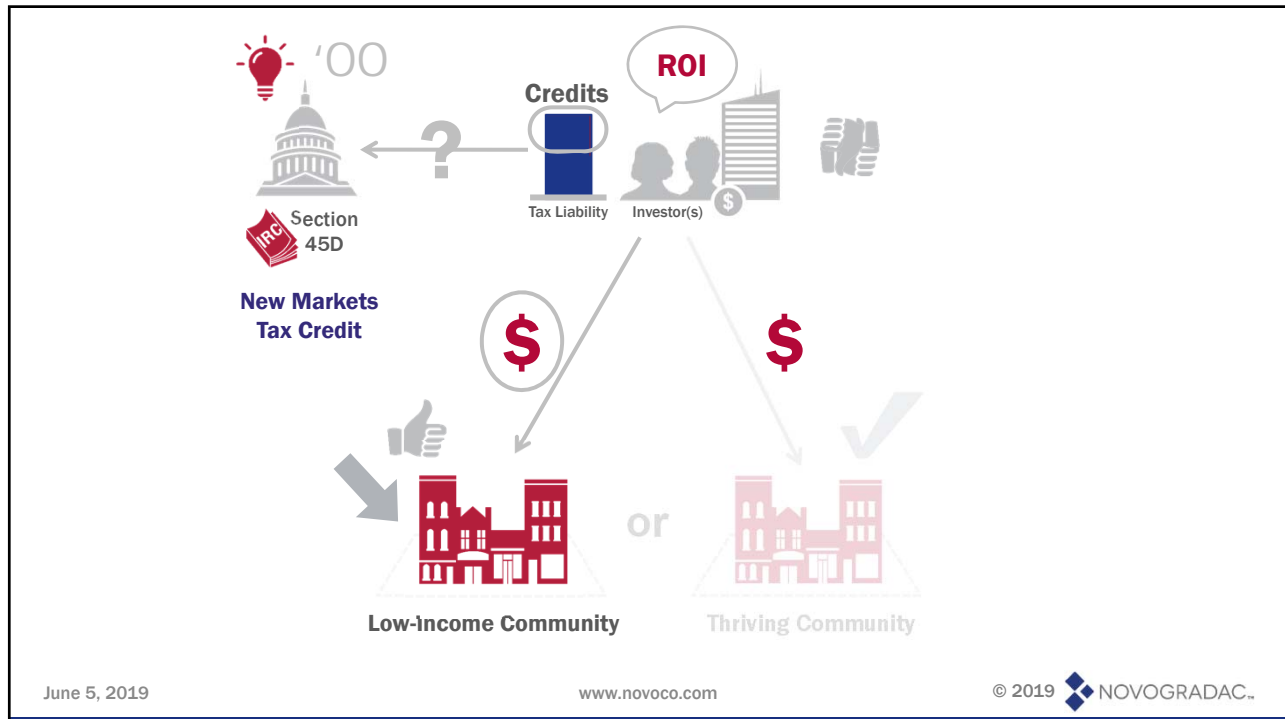 '00
ROI
Credits
?
Tax Liability
Investor(s)
$
IRC
Section
45D
New Markets
Tax Credit
$
$
or
Low-Income Community
Thriving Community
June 5, 2019
www.novoco.com
© 2019
NOVOGRADAC™